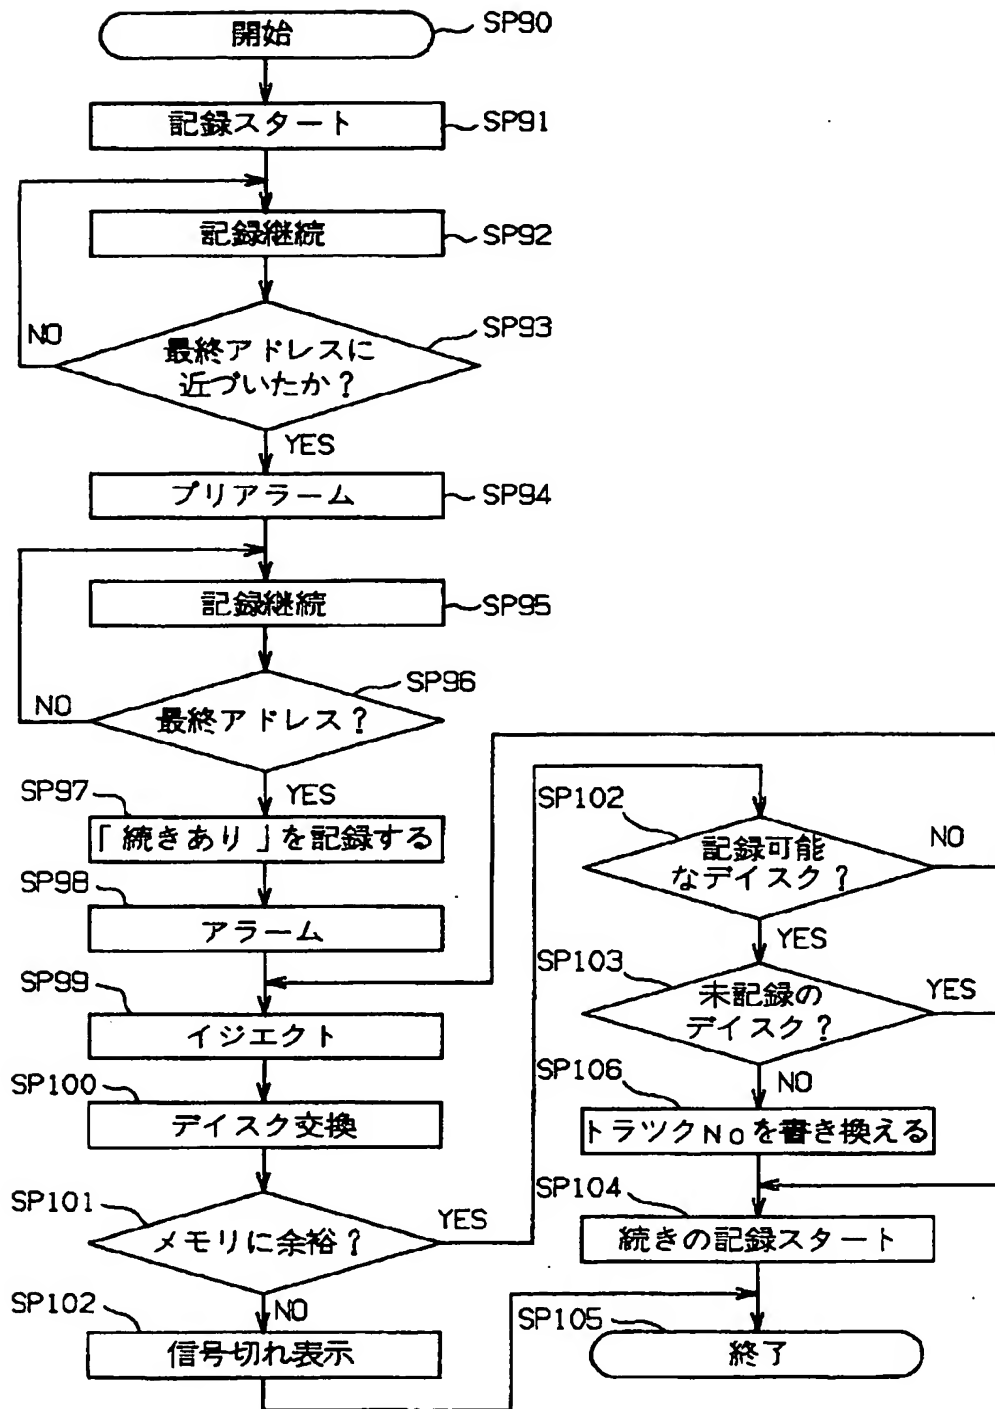 開始
SP90
記録スタート
SP91
記録継続
SP92
最終アドレスに
近づいたか?
SP93
NO
YES
プリアラーム
SP94
記録継続
SP95
最終アドレス?
SP96
NO
YES
SP97
「続きあり」を記録する
SP98
アラーム
SP99
イジエクト
SP100
デイスク交換
SP101
メモリに余裕?
YES
NO
SP102
信号切れ表示
SP102
記録可能
なデイスク?
NO
YES
SP103
未記録の
デイスク?
YES
NO
SP106
トラツクNoを書き換える
SP104
続きの記録スタート
SP105
終了